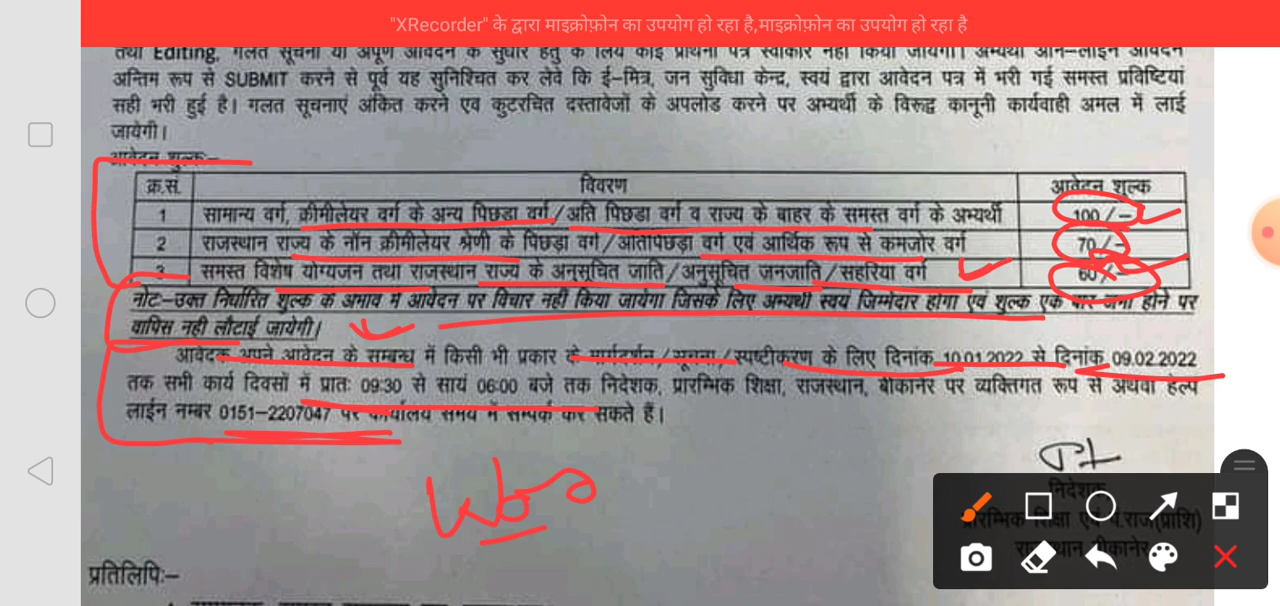 "XRecorder" के द्वारा माइक्रोफ़ोन का उपयोग हो रहा है,माइक्रोफ़ोन का उपयोग हो रहा है
तथा Editing, गलत सूचना या अपूर्ण आवेदन के सुधार हेतु के लिये कोई प्रार्थना पत्र स्वीकार नहीं किया जायेगा। अभ्यर्थी ऑन–लाईन आवेदन
अन्तिम रूप से SUBMIT करने से पूर्व यह सुनिश्चित कर लेवे कि ई–मित्र, जन सुविधा केन्द्र, स्वयं द्वारा आवेदन पत्र में भरी गई समस्त प्रविष्टियां
सही भरी हुई है। गलत सूचनाएं अंकित करने एवं कुटरचित दस्तावेजों के अपलोड करने पर अभ्यर्थी के विरूद्ध कानूनी कार्यवाही अमल में लाई
जायेगी।
आवेदन शुल्कः–
क्र.सं. विवरण आवेदन शुल्क
1 सामान्य वर्ग, क्रीमीलेयर वर्ग के अन्य पिछडा वर्ग/अति पिछडा वर्ग व राज्य के बाहर के समस्त वर्ग के अभ्यर्थी 100/–
2 राजस्थान राज्य के नॉन क्रीमीलेयर श्रेणी के पिछडा वर्ग/अतिपिछडा वर्ग एवं आर्थिक रूप से कमजोर वर्ग 70/–
3 समस्त विशेष योग्यजन तथा राजस्थान राज्य के अनुसूचित जाति/अनुसूचित जनजाति/सहरिया वर्ग 60/–
नोट–उक्त निर्धारित शुल्क के अभाव में आवेदन पर विचार नही किया जायेगा जिसके लिए अभ्यर्थी स्वयं जिम्मेदार होगा एवं शुल्क एक बार जमा होने पर
वापिस नही लौटाई जायेगी।
आवेदक अपने आवेदन के सम्बन्ध में किसी भी प्रकार के मार्गदर्शन/सूचना/स्पष्टीकरण के लिए दिनांक 10.01.2022 से दिनांक 09.02.2022
तक सभी कार्य दिवसों में प्रातः 09:30 से सायं 06:00 बजे तक निदेशक, प्रारम्भिक शिक्षा, राजस्थान, बीकानेर पर व्यक्तिगत रूप से अथवा हेल्प
लाईन नम्बर 0151–2207047 पर कार्यालय समय में सम्पर्क कर सकते हैं।
निदेशक
प्रारम्भिक शिक्षा एवं पं.राज(प्राशि)
राजस्थान बीकानेर
प्रतिलिपिः–